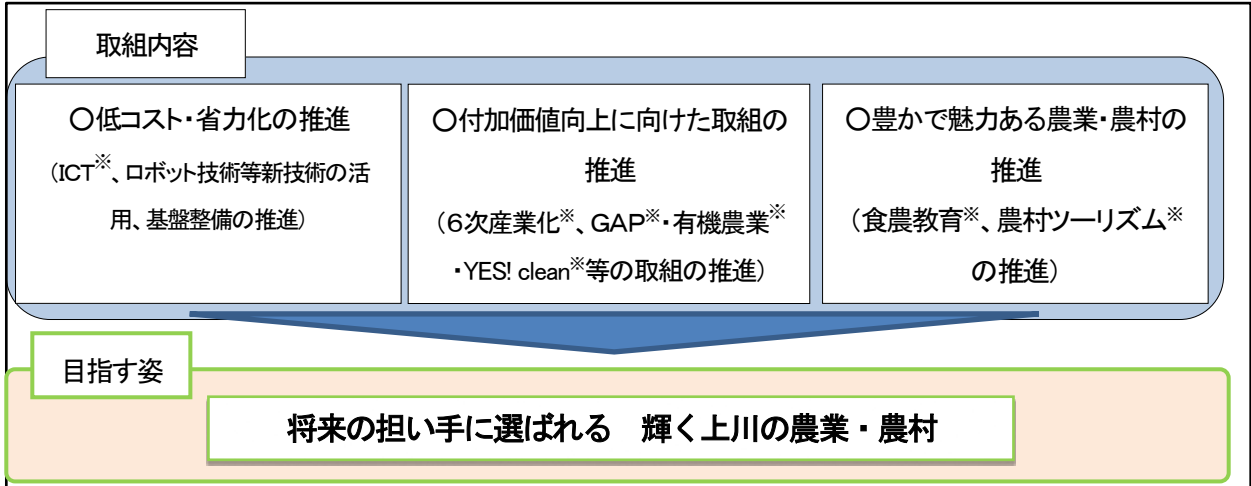 取組内容
〇低コスト・省力化の推進
（ICT※、ロボット技術等新技術の活
用、基盤整備の推進）
〇付加価値向上に向けた取組の
推進
（６次産業化※、GAP※・有機農業※
・YES! clean※等の取組の推進）
〇豊かで魅力ある農業・農村の
推進
（食農教育※、農村ツーリズム※
の推進）
目指す姿
将来の担い手に選ばれる　輝く上川の農業・農村